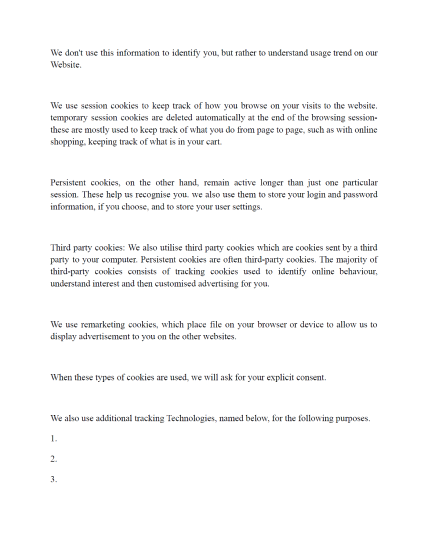 We don't use this information to identify you, but rather to understand usage trend on our
Website.
We use session cookies to keep track of how you browse on your visits to the website.
temporary session cookies are deleted automatically at the end of the browsing session-
these are mostly used to keep track of what you do from page to page, such as with online
shopping, keeping track of what is in your cart.
Persistent cookies, on the other hand, remain active longer than just one particular
session. These help us recognise you. we also use them to store your login and password
information, if you choose, and to store your user settings.
Third party cookies: We also utilise third party cookies which are cookies sent by a third
party to your computer. Persistent cookies are often third-party cookies. The majority of
third-party cookies consists of tracking cookies used to identify online behaviour,
understand interest and then customised advertising for you.
We use remarketing cookies, which place file on your browser or device to allow us to
display advertisement to you on the other websites.
When these types of cookies are used, we will ask for your explicit consent.
We also use additional tracking Technologies, named below, for the following purposes.
1.
2.
3.